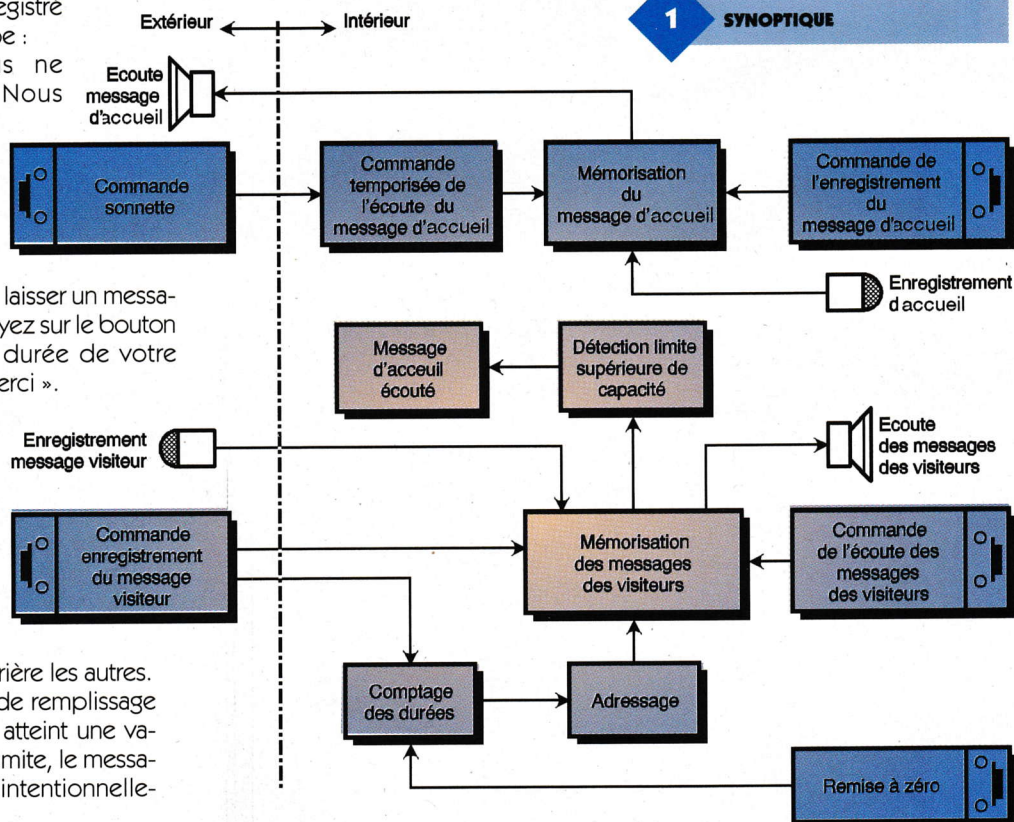 egistre
Extérieur
Intérieur
1
SYNOPTIQUE
be :
s ne
Nous
Ecoute
message
d'accueil
Commande
sonnette
Commande
temporisée de
l'écoute du
message d'accueil
Mémorisation
du
message d'accueil
Commande de
l'enregistrement
du
message d'accueil
Enregistrement
d accueil
laisser un messa-
yez sur le bouton
durée de votre
erci ».
Message
d'acceuil
écouté
Détection limite
supérieure de
capacité
Enregistrement
message visiteur
Ecoute
des messages
des visiteurs
Commande
enregistrement
du message
visiteur
Mémorisation
des messages
des visiteurs
Commande
de l'écoute des
messages
des visiteurs
rière les autres.
de remplissage
atteint une va-
mite, le messa-
intentionnelle-
Comptage
des durées
Adressage
Remise à zéro